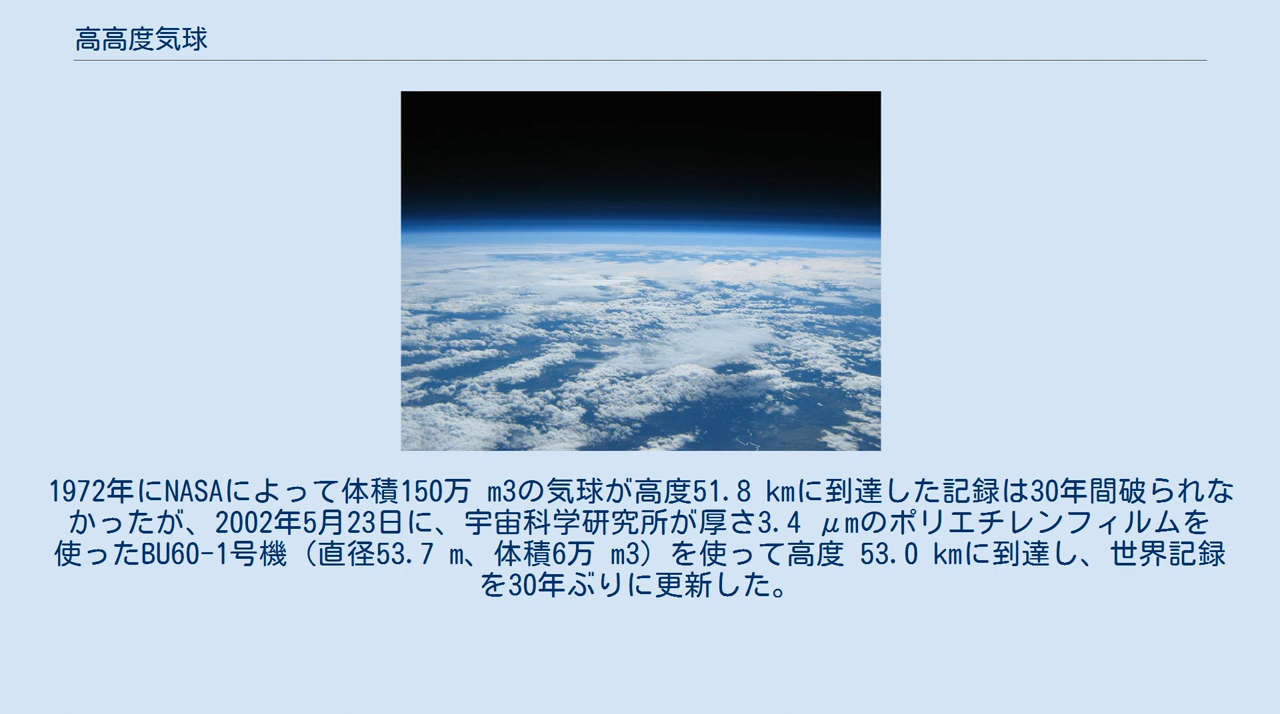 高高度気球
1972年にNASAによって体積150万 m3の気球が高度51.8 kmに到達した記録は30年間破られな
かったが、2002年5月23日に、宇宙科学研究所が厚さ3.4 μmのポリエチレンフィルムを
使ったBU60-1号機（直径53.7 m、体積6万 m3）を使って高度 53.0 kmに到達し、世界記録
を30年ぶりに更新した。